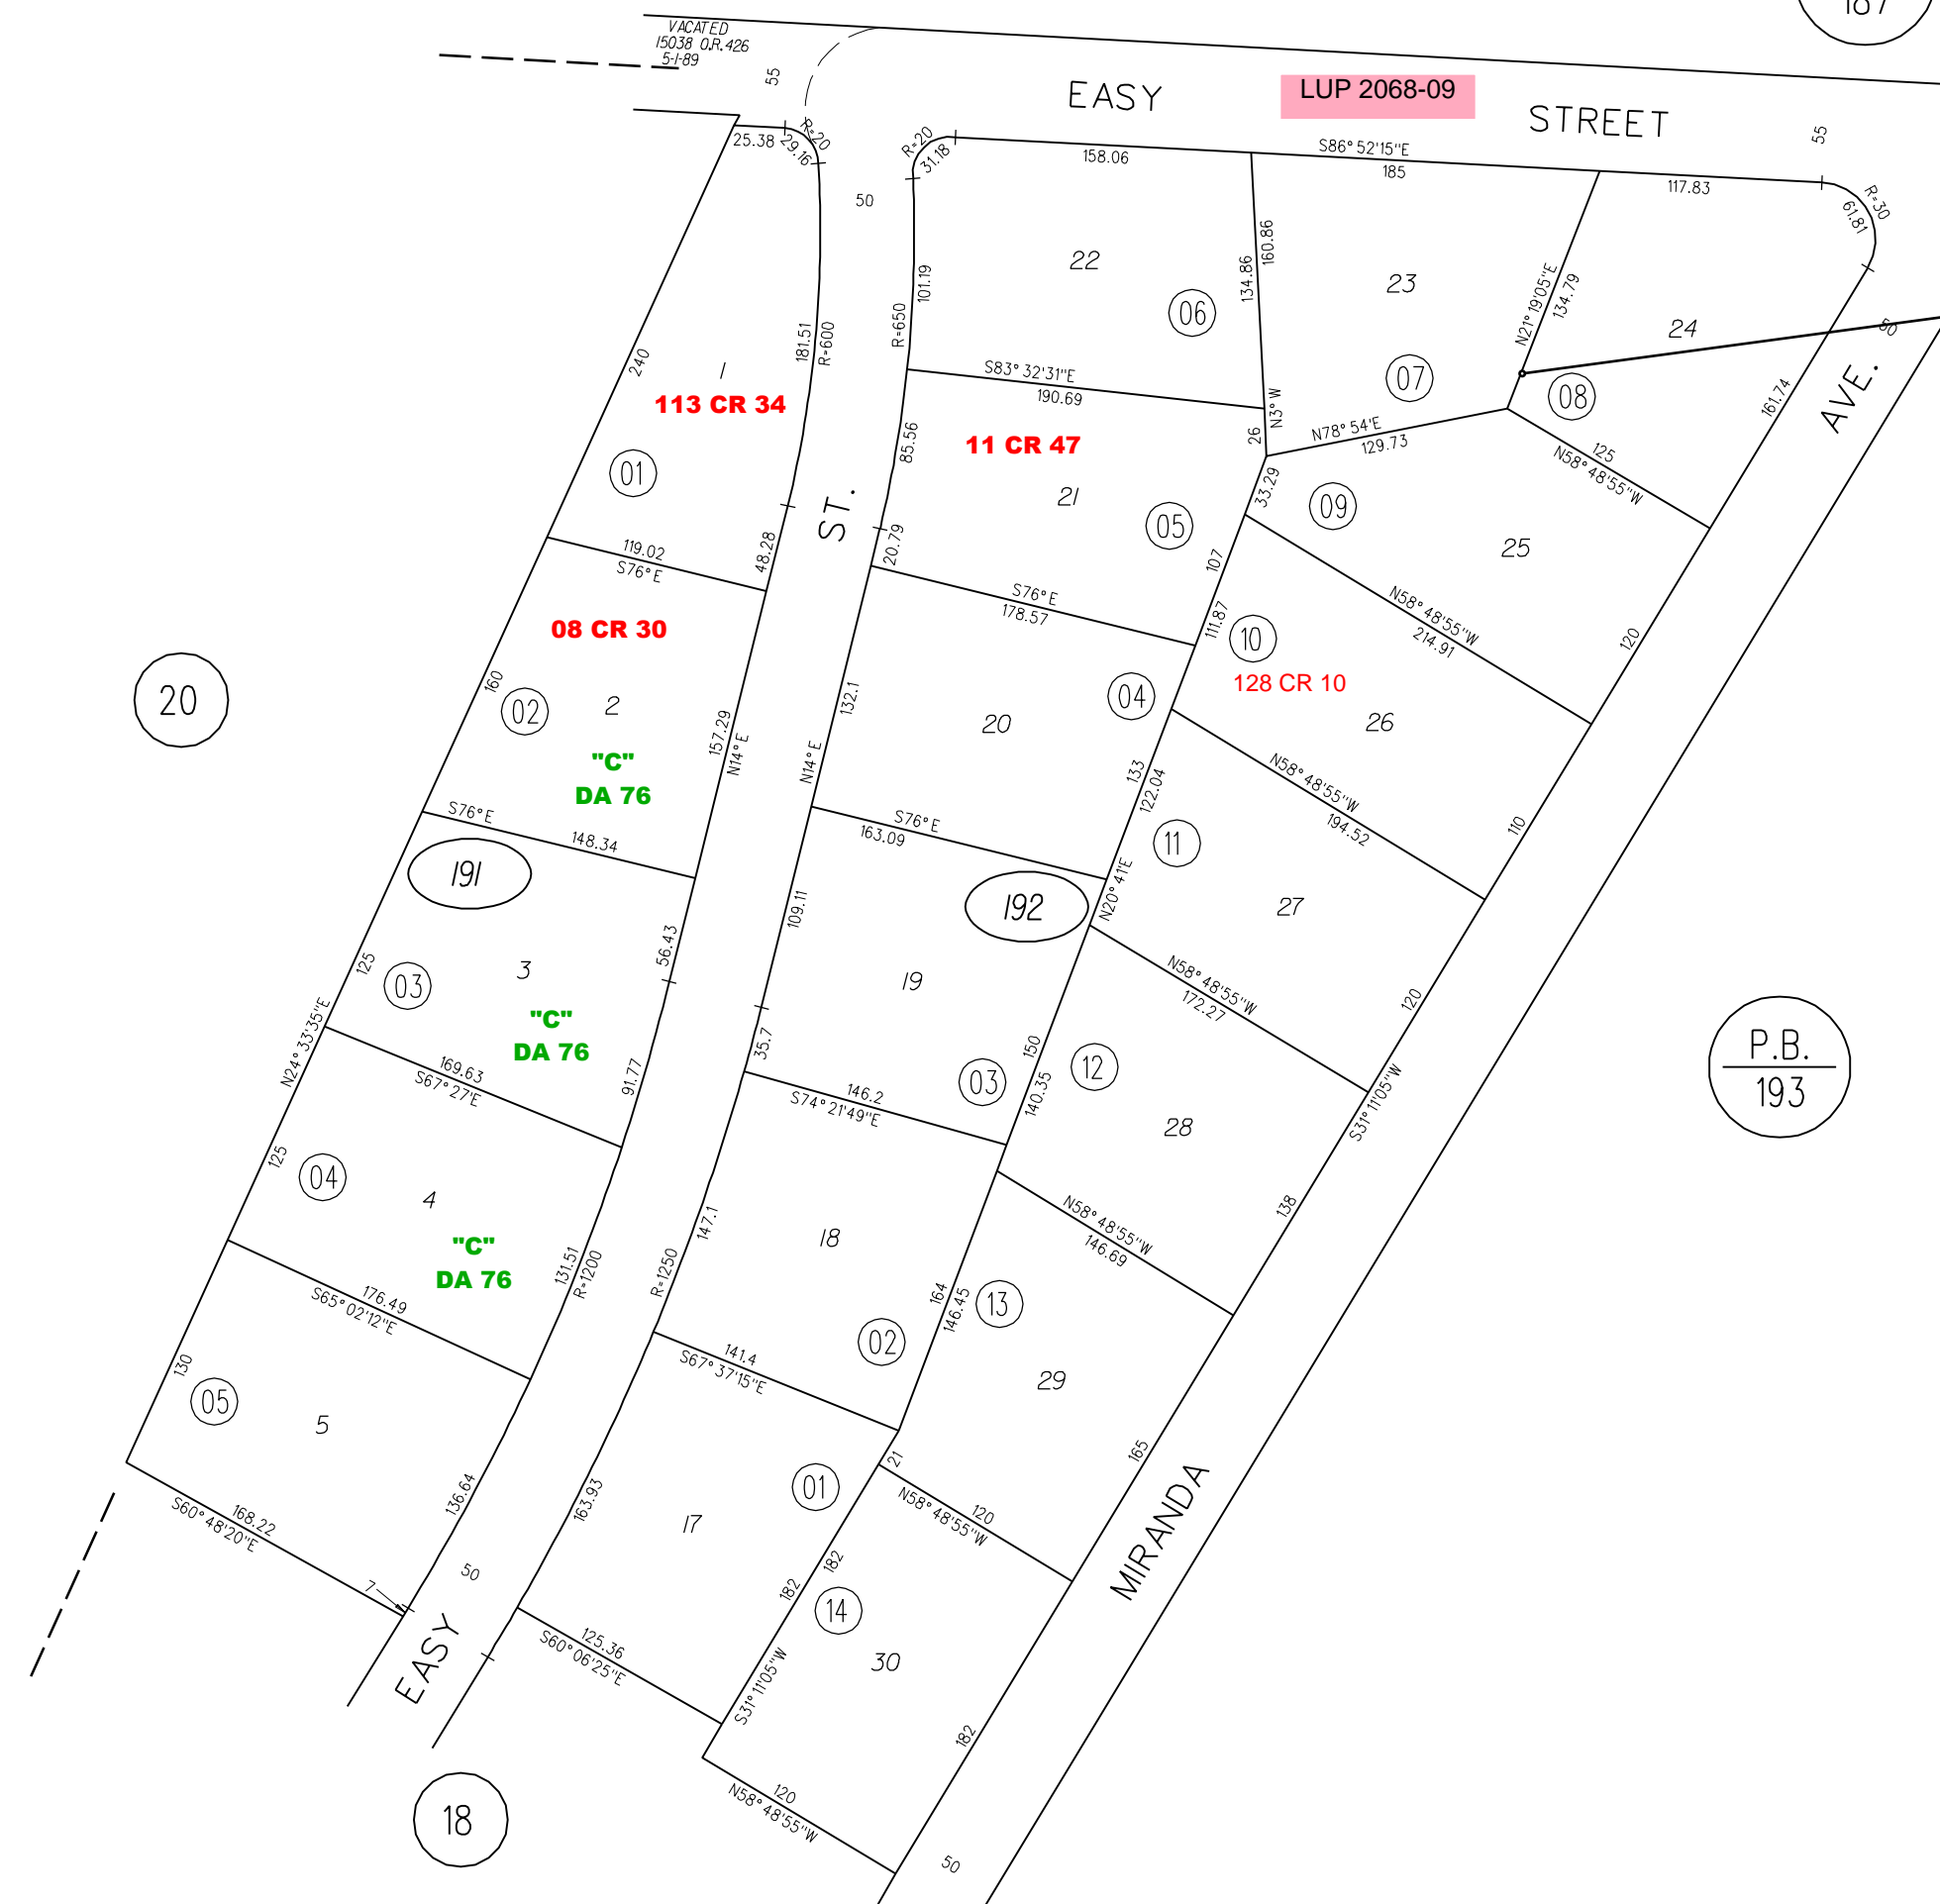 187
VACATED
15038 O.R. 426
5-1-89
55
EASY
LUP 2068-09
STREET
55
25.38
29.16
R=20
R=20
31.18
158.06
S86°52'15"E
185
117.83
61.81
R=30
50
240
1
113 CR 34
01
181.51
R=600
101.19
R=650
22
06
134.86
160.86
23
07
N21°19'05"E
134.79
24
08
50
S83°32'31"E
190.69
N3°W
26
N78°54'E
129.73
125
N58°48'55"W
161.74
AVE.
11 CR 47
85.56
21
05
33.29
09
25
ST.
20.79
48.28
119.02
S76°E
S76°E
178.57
107
111.87
N58°48'55"W
214.91
120
08 CR 30
160
02
2
"C"
DA 76
157.29
N14°E
132.1
N14°E
20
04
10
128 CR 10
26
20
S76°E
148.34
S76°E
163.09
133
122.04
N58°48'55"W
194.52
110
191
192
N20°41'E
11
27
125
03
3
"C"
DA 76
56.43
109.11
19
03
N58°48'55"W
172.27
120
N24°33'35"E
169.63
S67°27'E
91.77
35.7
146.2
S74°21'49"E
150
140.35
12
28
S31°11'05"W
P.B.
193
125
04
4
"C"
DA 76
131.51
R=1200
R=1250
147.1
18
02
N58°48'55"W
146.69
138
176.49
S65°02'12"E
164
146.45
13
29
130
05
5
141.4
S67°37'15"E
21
N58°48'55"W
120
165
MIRANDA
168.22
S60°48'20"E
136.64
7
50
163.93
17
01
182
182
14
30
EASY
125.36
S60°06'25"E
S31°11'05"W
182
18
120
N58°48'55"W
50